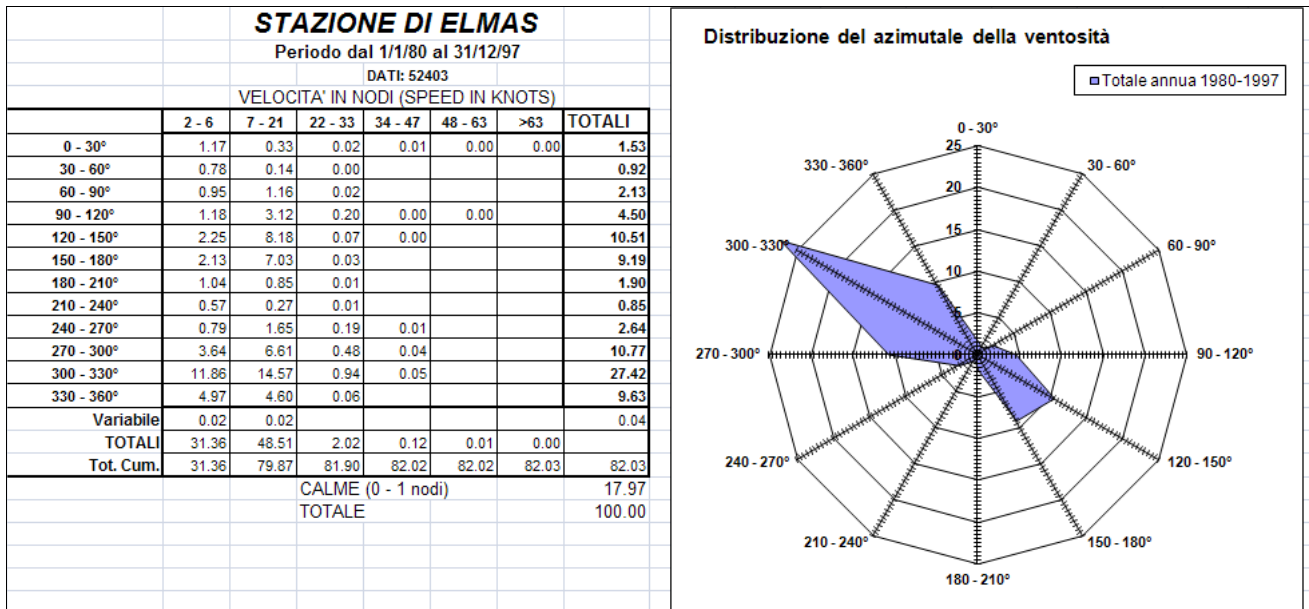 STAZIONE DI ELMAS
Periodo dal 1/1/80 al 31/12/97
DATI: 52403
VELOCITA' IN NODI (SPEED IN KNOTS)
2 - 6 7 - 21 22 - 33 34 - 47 48 - 63 >63 TOTALI
0 - 30° 1.17 0.33 0.02 0.01 0.00 0.00 1.53
30 - 60° 0.78 0.14 0.00 0.92
60 - 90° 0.95 1.16 0.02 2.13
90 - 120° 1.18 3.12 0.20 0.00 0.00 4.50
120 - 150° 2.25 8.18 0.07 0.00 10.51
150 - 180° 2.13 7.03 0.03 9.19
180 - 210° 1.04 0.85 0.01 1.90
210 - 240° 0.57 0.27 0.01 0.85
240 - 270° 0.79 1.65 0.19 0.01 2.64
270 - 300° 3.64 6.61 0.48 0.04 10.77
300 - 330° 11.86 14.57 0.94 0.05 27.42
330 - 360° 4.97 4.60 0.06 9.63
Variabile 0.02 0.02 0.04
TOTALI 31.36 48.51 2.02 0.12 0.01 0.00
Tot. Cum. 31.36 79.87 81.90 82.02 82.02 82.03 82.03
CALME (0 - 1 nodi) 17.97
TOTALE 100.00
Distribuzione del azimutale della ventosità
Totale annua 1980-1997
0 - 30°
30 - 60°
60 - 90°
90 - 120°
120 - 150°
150 - 180°
180 - 210°
210 - 240°
240 - 270°
270 - 300°
300 - 330°
330 - 360°
25
20
15
10
5
0